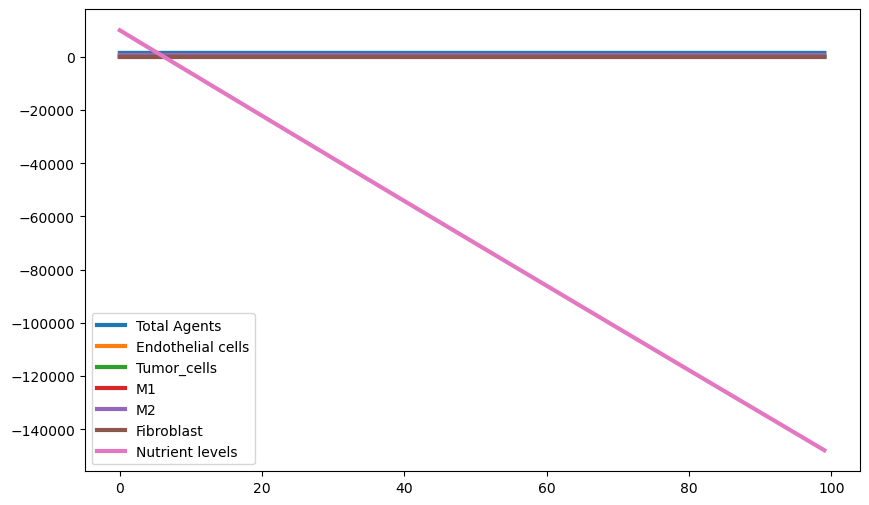 0
−20000
−40000
−60000
−80000
−100000
−120000
−140000
Total Agents
Endothelial cells
Tumor_cells
M1
M2
Fibroblast
Nutrient levels
0 20 40 60 80 100